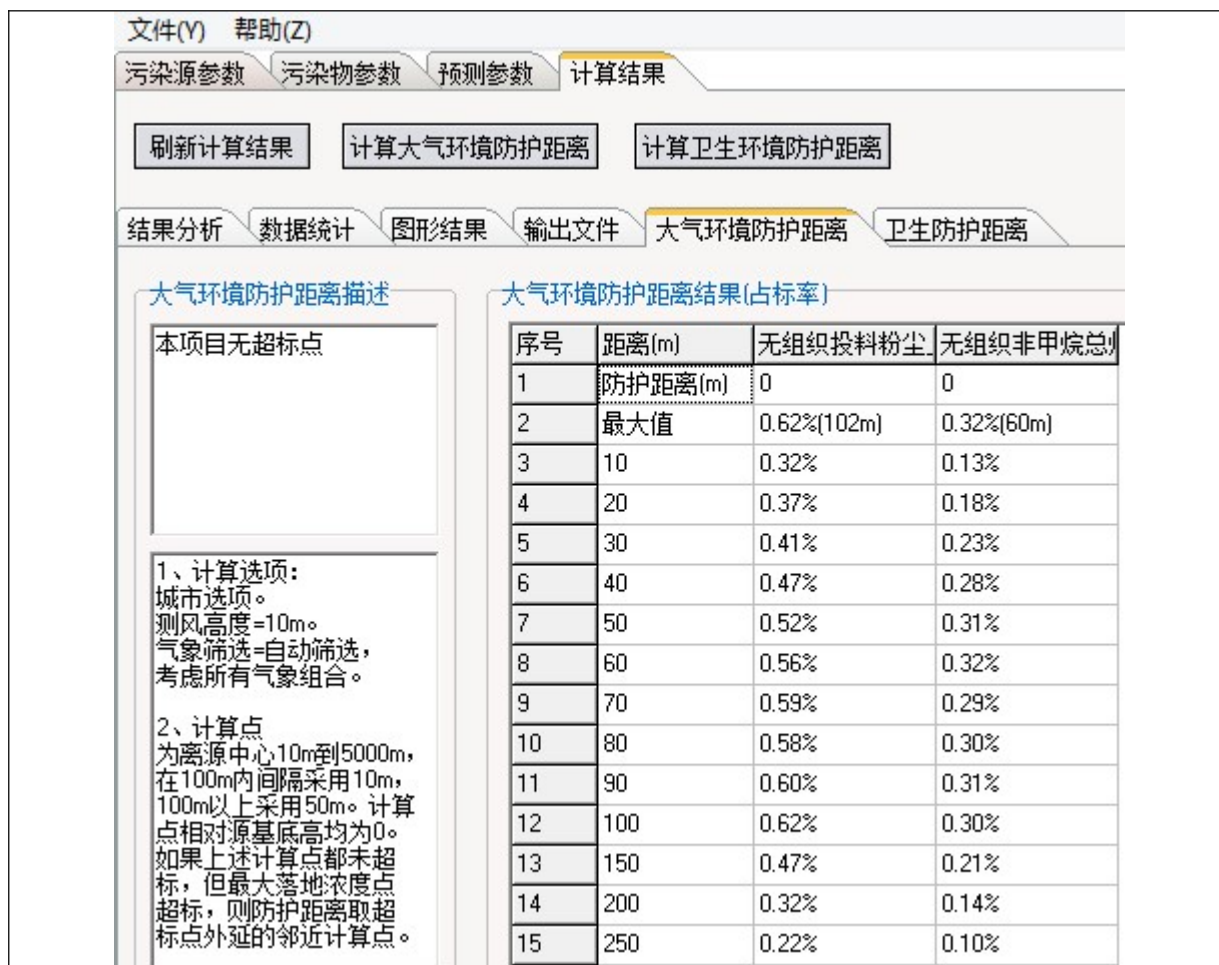 文件(Y) 帮助(Z)
污染源参数 污染物参数 预测参数 计算结果
刷新计算结果 计算大气环境防护距离 计算卫生环境防护距离
结果分析 数据统计 图形结果 输出文件 大气环境防护距离 卫生防护距离
大气环境防护距离描述
本项目无超标点
1、计算选项：
城市选项。
测风高度=10m。
气象筛选=自动筛选，
考虑所有气象组合。
2、计算点
为离源中心10m到5000m，
在100m内间隔采用10m，
100m以上采用50m。计算
点相对源基底高均为0。
如果上述计算点都未超
标，但最大落地浓度点
超标，则防护距离取超
标点外延的邻近计算点。
大气环境防护距离结果(占标率)
序号 距离(m) 无组织投料粉尘 无组织非甲烷总
1 防护距离(m) 0 0
2 最大值 0.62%(102m) 0.32%(60m)
3 10 0.32% 0.13%
4 20 0.37% 0.18%
5 30 0.41% 0.23%
6 40 0.47% 0.28%
7 50 0.52% 0.31%
8 60 0.56% 0.32%
9 70 0.59% 0.29%
10 80 0.58% 0.30%
11 90 0.60% 0.31%
12 100 0.62% 0.30%
13 150 0.47% 0.21%
14 200 0.32% 0.14%
15 250 0.22% 0.10%